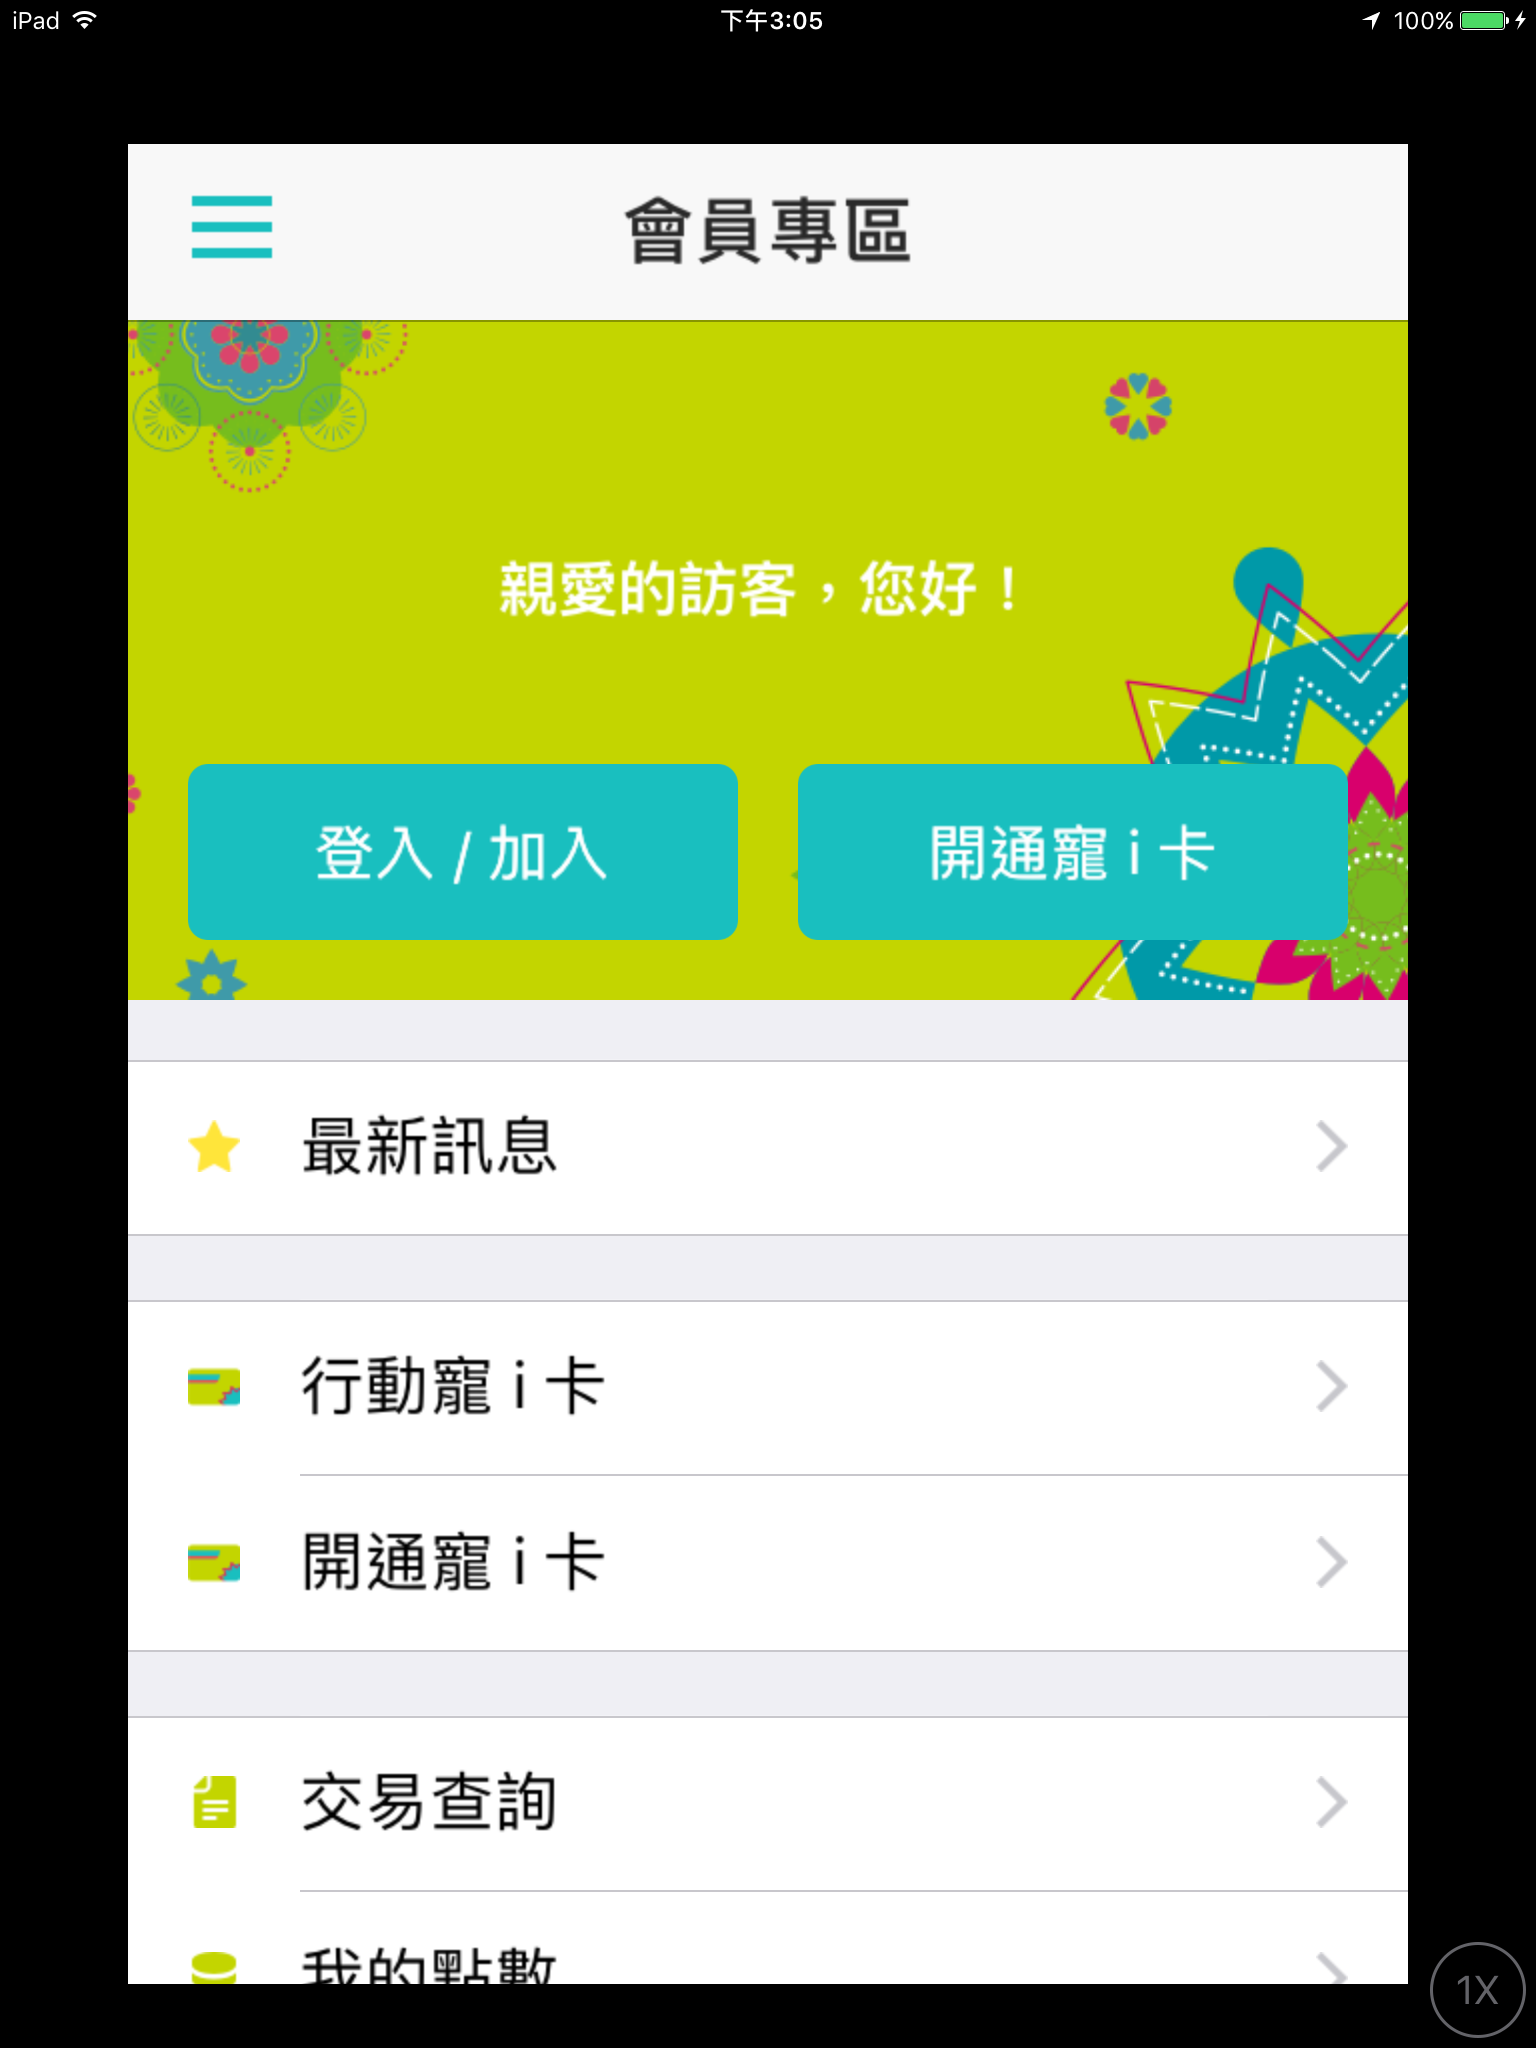 iPad 下午3:05 100%
會員專區
親愛的訪客，您好！
登入 / 加入
開通寵 i 卡
最新訊息
行動寵 i 卡
開通寵 i 卡
交易查詢
我的點數
1X